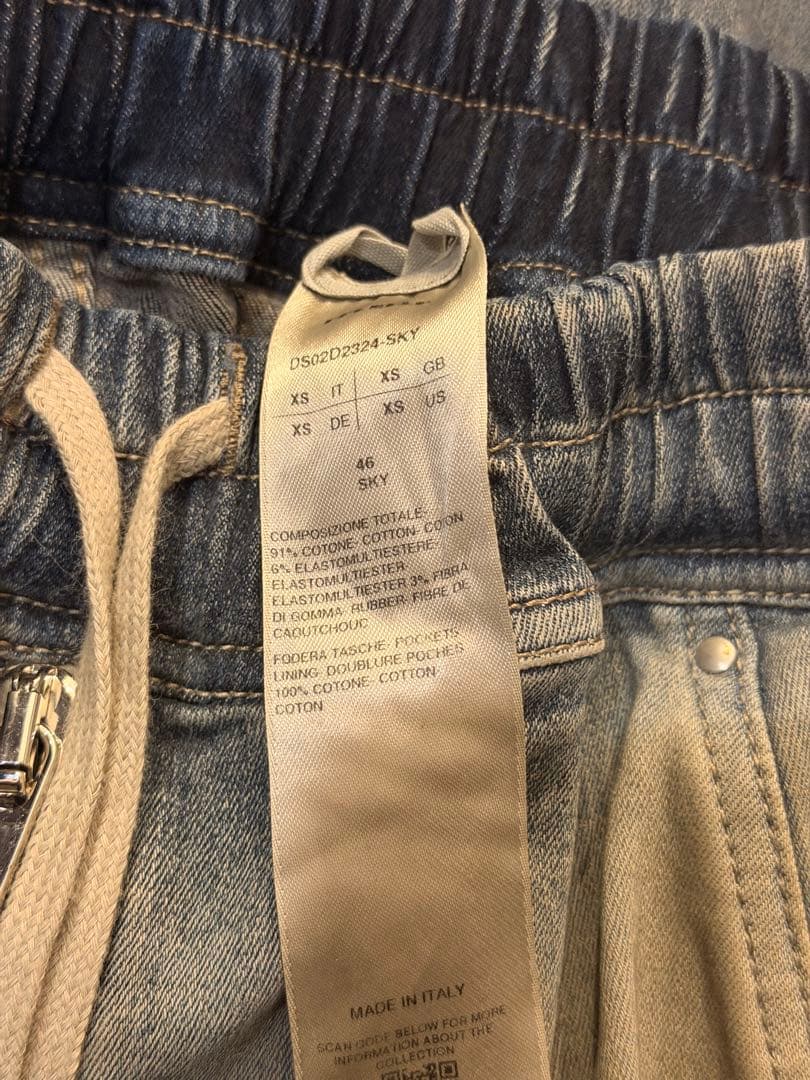 DS02D2324-SKY
XS IT XS GB
XS DE XS US
46
SKY
COMPOSIZIONE TOTALE-
91% COTONE- COTTON- COTON
6% ELASTOMULTIESTERE-
ELASTOMULTIESTER
ELASTOMULTIESTER 3% FIBRA
DI GOMMA- RUBBER- FIBRE DE
CAOUTCHOUC
FODERA TASCHE- POCKETS
LINING- DOUBLURE POCHES
100% COTONE- COTTON-
COTON
MADE IN ITALY
SCAN CODE BELOW FOR MORE
INFORMATION ABOUT THE
COLLECTION